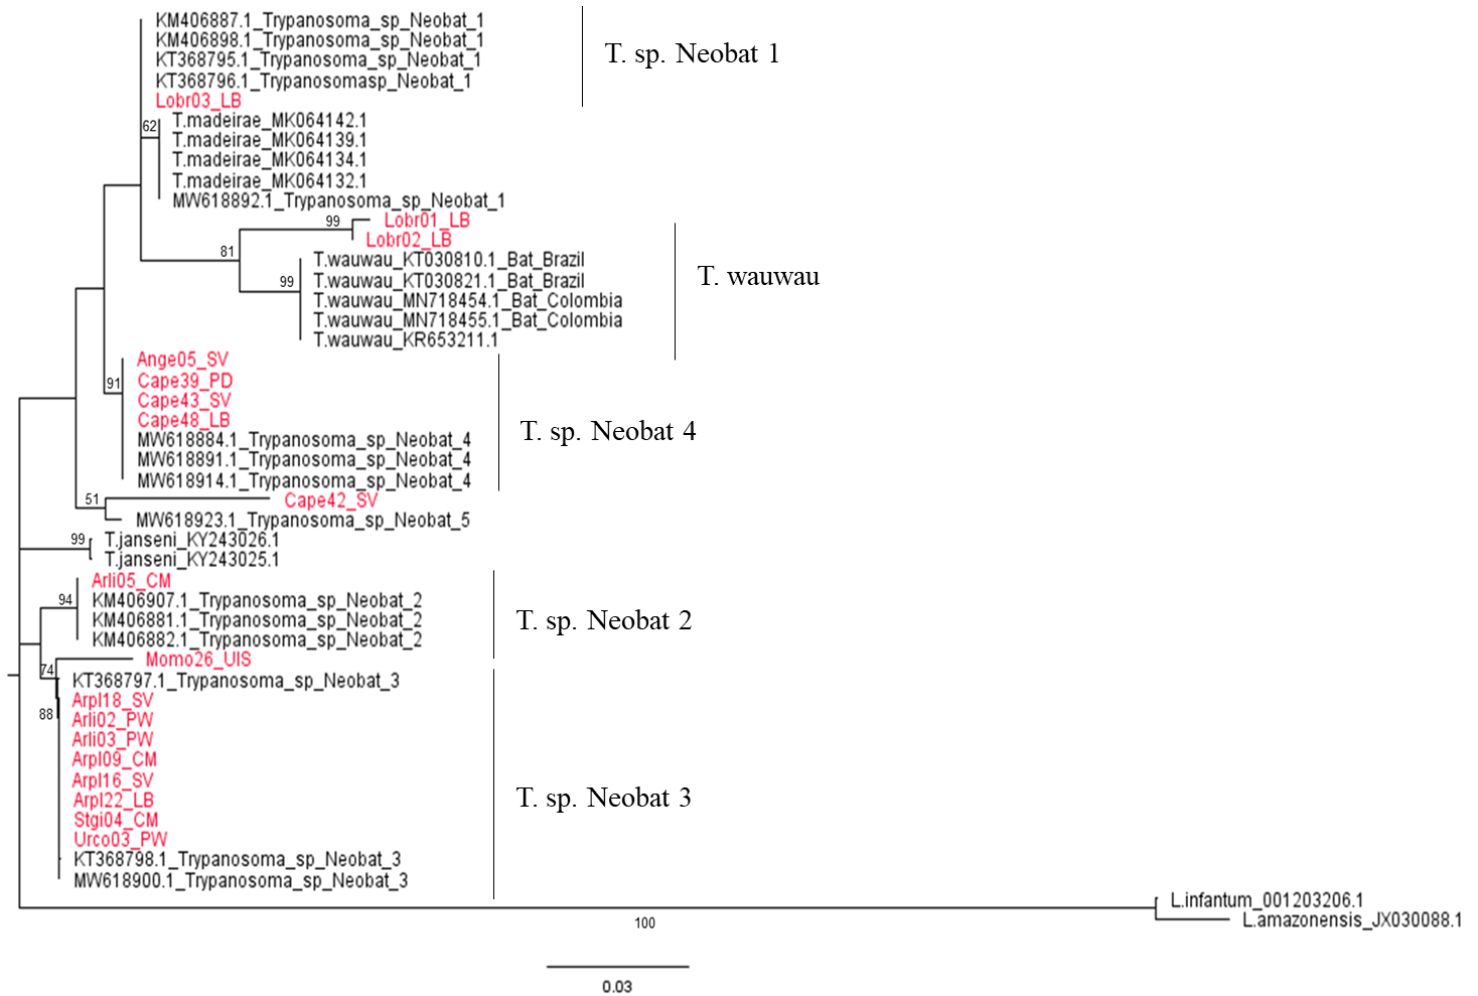 KM406887.1_Trypanosoma_sp_Neobat_1
KM406898.1_Trypanosoma_sp_Neobat_1
T. sp. Neobat 1
KT368795.1_Trypanosoma_sp_Neobat_1
KT368796.1_Trypanosomasp_Neobat_1
Lobr03_LB
62
T.madeirae_MK064142.1
T.madeirae_MK064139.1
T.madeirae_MK064134.1
T.madeirae_MK064132.1
MW618892.1_Trypanosoma_sp_Neobat_1
99
Lobr01_LB
Lobr02_LB
81
T.wauwau_KT030810.1_Bat_Brazil
T. wauwau
99
T.wauwau_KT030821.1_Bat_Brazil
T.wauwau_MN718454.1_Bat_Colombia
T.wauwau_MN718455.1_Bat_Colombia
T.wauwau_KR653211.1
Ange05_SV
91
Cape39_PD
Cape43_SV
Cape48_LB
T. sp. Neobat 4
MW618884.1_Trypanosoma_sp_Neobat_4
MW618891.1_Trypanosoma_sp_Neobat_4
MW618914.1_Trypanosoma_sp_Neobat_4
51
Cape42_SV
MW618923.1_Trypanosoma_sp_Neobat_5
99
T.janseni_KY243026.1
T.janseni_KY243025.1
Arli05_CM
94
KM406907.1_Trypanosoma_sp_Neobat_2
KM406881.1_Trypanosoma_sp_Neobat_2
T. sp. Neobat 2
KM406882.1_Trypanosoma_sp_Neobat_2
Momo26_UIS
74
KT368797.1_Trypanosoma_sp_Neobat_3
Arpl18_SV
88
Arli02_PW
Arli03_PW
Arpl09_CM
Arpl16_SV
Arpl22_LB
T. sp. Neobat 3
Stgi04_CM
Urco03_PW
KT368798.1_Trypanosoma_sp_Neobat_3
MW618900.1_Trypanosoma_sp_Neobat_3
L.infantum_001203206.1
L.amazonensis_JX030088.1
100
0.03